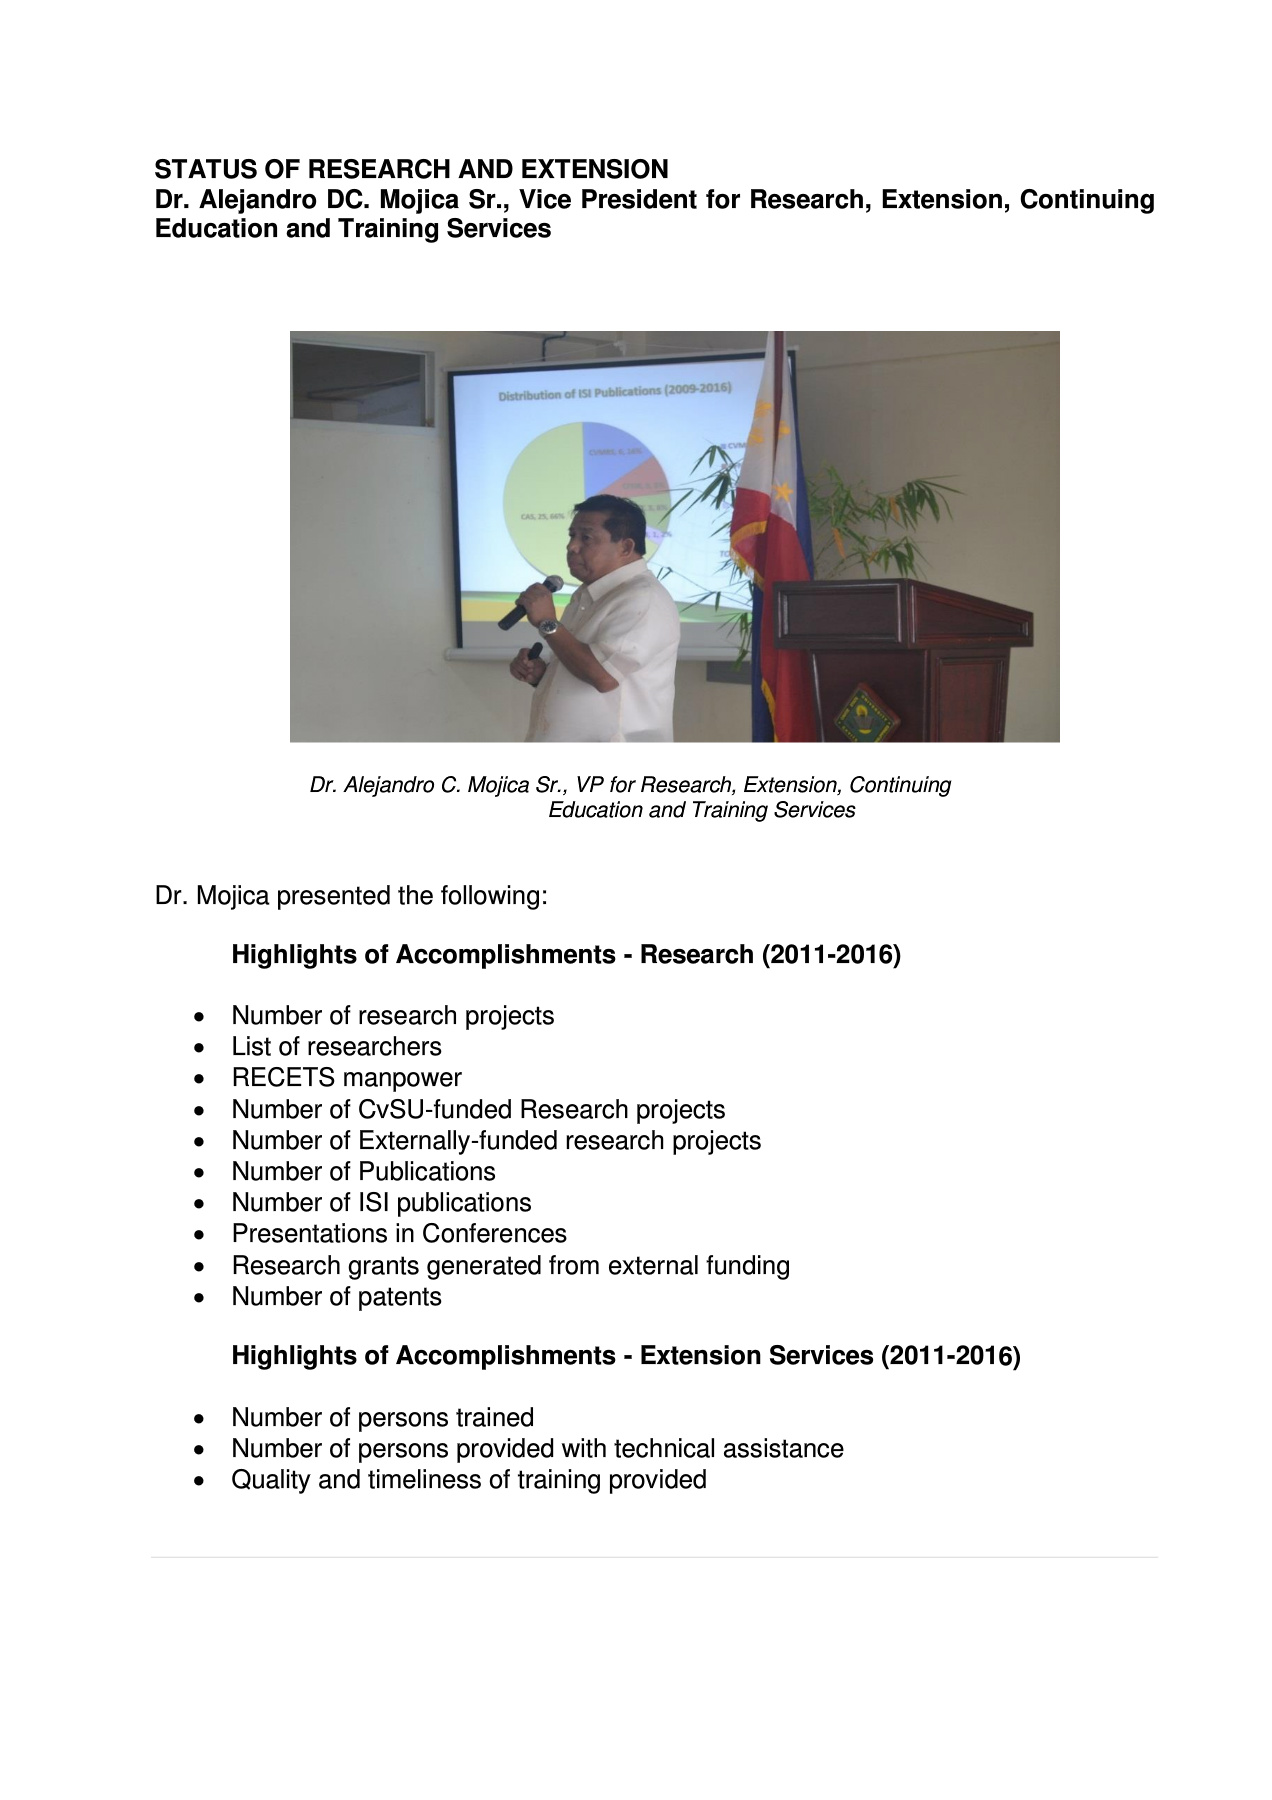 STATUS OF RESEARCH AND EXTENSION
Dr. Alejandro DC. Mojica Sr., Vice President for Research, Extension, Continuing
Education and Training Services
Distribution of ISI Publications (2009-2016)
CAS, 25, 66%
Dr. Alejandro C. Mojica Sr., VP for Research, Extension, Continuing
Education and Training Services
Dr. Mojica presented the following:
Highlights of Accomplishments - Research (2011-2016)
• Number of research projects
• List of researchers
• RECETS manpower
• Number of CvSU-funded Research projects
• Number of Externally-funded research projects
• Number of Publications
• Number of ISI publications
• Presentations in Conferences
• Research grants generated from external funding
• Number of patents
Highlights of Accomplishments - Extension Services (2011-2016)
• Number of persons trained
• Number of persons provided with technical assistance
• Quality and timeliness of training provided